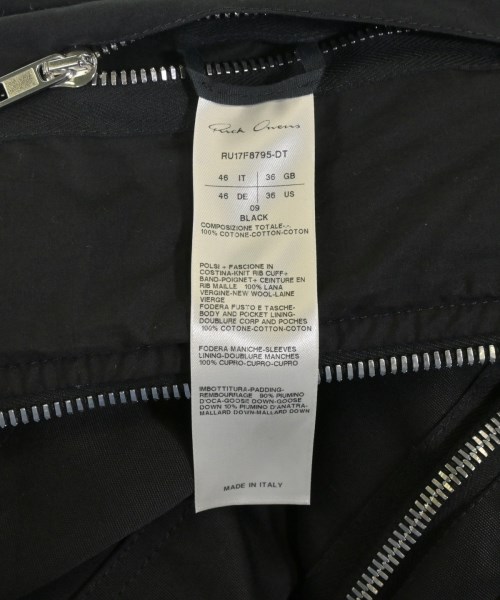 Rick Owens
RU17F8795-DT
46 IT 36 GB
46 DE 36 US
09
BLACK
COMPOSIZIONE TOTALE-.-
100% COTONE-COTTON-COTON
POLSI + FASCIONE IN
COSTINA-KNIT RIB CUFF+
BAND-POIGNET+ CEINTURE EN
RIB MAILLE 100% LANA
VERGINE-NEW WOOL-LAINE
VIERGE
FODERA FUSTO E TASCHE-
BODY AND POCKET LINING-
DOUBLURE CORP AND POCHES
100% COTONE-COTTON-COTON
FODERA MANICHE-SLEEVES
LINING-DOUBLURE MANCHES
100% CUPRO-CUPRO-CUPRO
IMBOTTITURA-PADDING-
REMBOURRAGE 90% PIUMINO
D'OCA-GOOSE DOWN-GOOSE
DOWN 10% PIUMINO D'ANATRA-
MALLARD DOWN-MALLARD DOWN
MADE IN ITALY